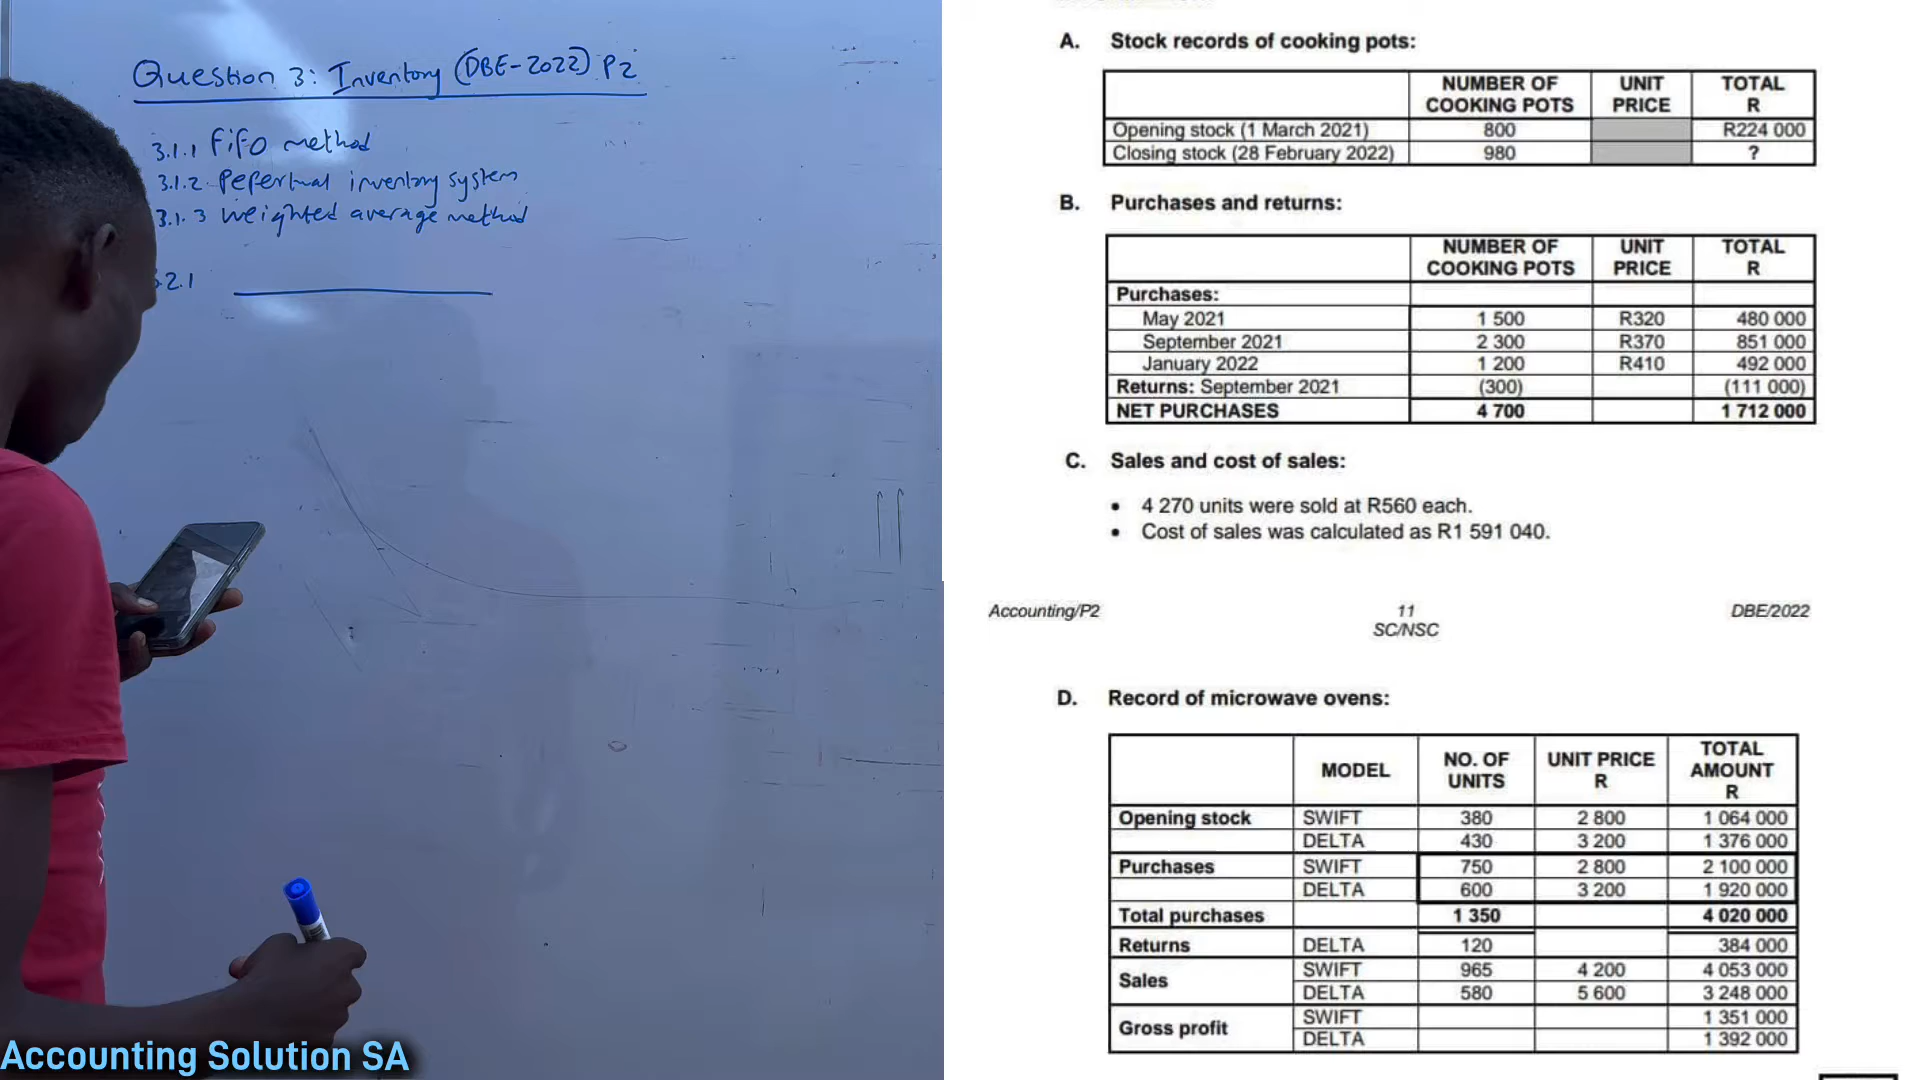 Question 3: Inventory (DBE-2022) P2
3.1.1 FiFO method
3.1.2 Pepertual inventory system
3.1.3 Weighted average method
.2.1
Accounting Solution SA
A. Stock records of cooking pots:
NUMBER OF COOKING POTS UNIT PRICE TOTAL R
Opening stock (1 March 2021) 800 R224 000
Closing stock (28 February 2022) 980 ?
B. Purchases and returns:
NUMBER OF COOKING POTS UNIT PRICE TOTAL R
Purchases:
May 2021 1 500 R320 480 000
September 2021 2 300 R370 851 000
January 2022 1 200 R410 492 000
Returns: September 2021 (300) (111 000)
NET PURCHASES 4 700 1 712 000
C. Sales and cost of sales:
• 4 270 units were sold at R560 each.
• Cost of sales was calculated as R1 591 040.
Accounting/P2 11 DBE/2022
SC/NSC
D. Record of microwave ovens:
MODEL NO. OF UNITS UNIT PRICE R TOTAL AMOUNT R
Opening stock SWIFT 380 2 800 1 064 000
DELTA 430 3 200 1 376 000
Purchases SWIFT 750 2 800 2 100 000
DELTA 600 3 200 1 920 000
Total purchases 1 350 4 020 000
Returns DELTA 120 384 000
Sales SWIFT 965 4 200 4 053 000
DELTA 580 5 600 3 248 000
Gross profit SWIFT 1 351 000
DELTA 1 392 000